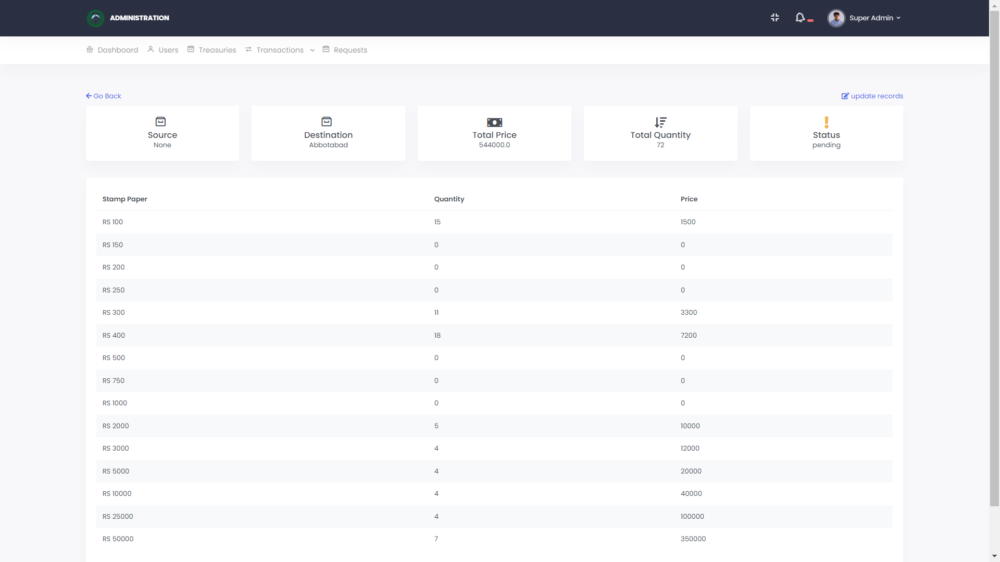 ADMINISTRATION
Super Admin
Dashboard Users Treasuries Transactions Requests
Go Back
update records
Source
None
Destination
Abbotabad
Total Price
544000.0
Total Quantity
72
Status
pending
Stamp Paper Quantity Price
RS 100 15 1500
RS 150 0 0
RS 200 0 0
RS 250 0 0
RS 300 11 3300
RS 400 18 7200
RS 500 0 0
RS 750 0 0
RS 1000 0 0
RS 2000 5 10000
RS 3000 4 12000
RS 5000 4 20000
RS 10000 4 40000
RS 25000 4 100000
RS 50000 7 350000